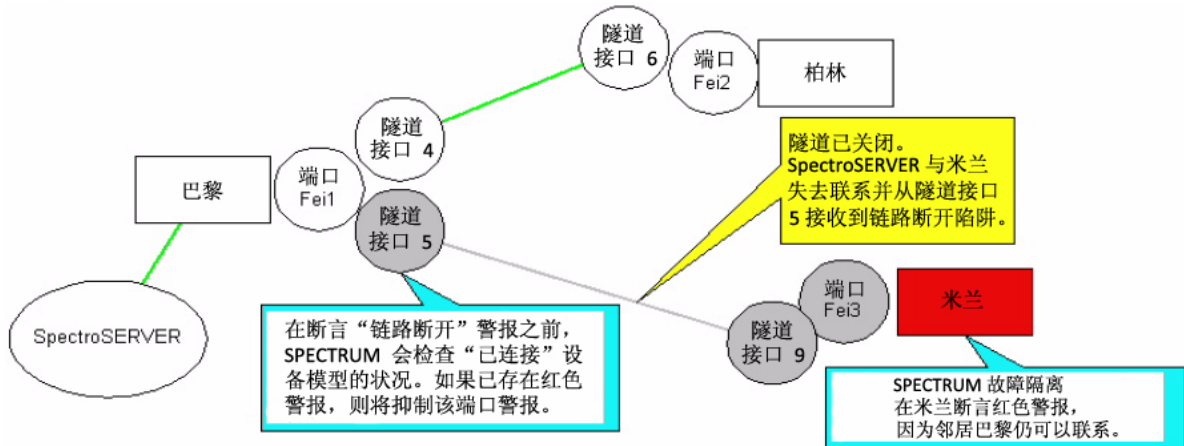 隧道
接口 6
端口
Fei2
柏林
隧道
接口 4
巴黎
端口
Fei1
隧道
接口 5
隧道已关闭。
SpectroSERVER 与米兰
失去联系并从隧道接口
5 接收到链路断开陷阱。
SpectroSERVER
在断言“链路断开”警报之前，
SPECTRUM 会检查“已连接”设
备模型的状况。如果已存在红色
警报，则将抑制该端口警报。
隧道
接口 9
端口
Fei3
米兰
SPECTRUM 故障隔离
在米兰断言红色警报，
因为邻居巴黎仍可以联系。